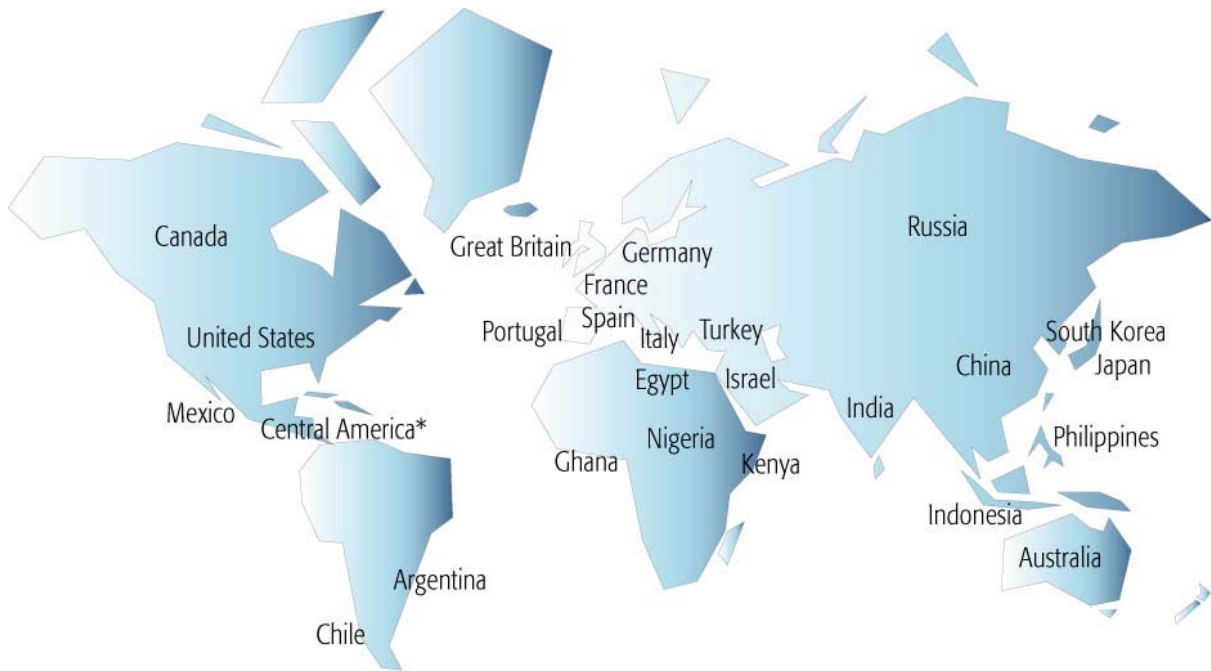 Canada
Russia
Great Britain
Germany
France
United States
Portugal
Spain
Italy
Turkey
South Korea
Japan
China
Egypt
Israel
India
Mexico
Central America*
Nigeria
Philippines
Ghana
Kenya
Indonesia
Australia
Argentina
Chile